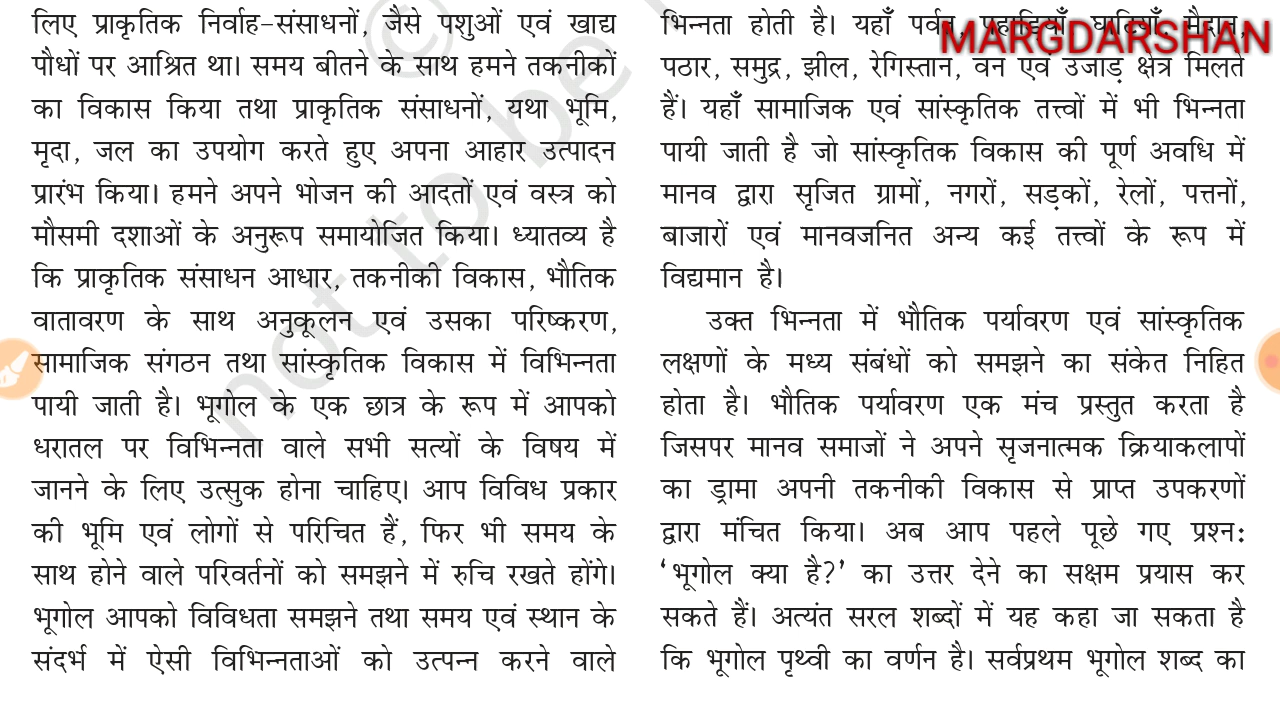 लिए प्राकृतिक निर्वाह-संसाधनों, जैसे पशुओं एवं खाद्य
पौधों पर आश्रित था। समय बीतने के साथ हमने तकनीकों
का विकास किया तथा प्राकृतिक संसाधनों, यथा भूमि,
मृदा, जल का उपयोग करते हुए अपना आहार उत्पादन
प्रारंभ किया। हमने अपने भोजन की आदतों एवं वस्त्र को
मौसमी दशाओं के अनुरूप समायोजित किया। ध्यातव्य है
कि प्राकृतिक संसाधन आधार, तकनीकी विकास, भौतिक
वातावरण के साथ अनुकूलन एवं उसका परिष्करण,
सामाजिक संगठन तथा सांस्कृतिक विकास में विभिन्नता
पायी जाती है। भूगोल के एक छात्र के रूप में आपको
धरातल पर विभिन्नता वाले सभी सत्यों के विषय में
जानने के लिए उत्सुक होना चाहिए। आप विविध प्रकार
की भूमि एवं लोगों से परिचित हैं, फिर भी समय के
साथ होने वाले परिवर्तनों को समझने में रुचि रखते होंगे।
भूगोल आपको विविधता समझने तथा समय एवं स्थान के
संदर्भ में ऐसी विभिन्नताओं को उत्पन्न करने वाले
भिन्नता होती है। यहाँ पर्वत, पहाड़ियाँ, घाटियाँ, मैदान,
पठार, समुद्र, झील, रेगिस्तान, वन एवं उजाड़ क्षेत्र मिलते
हैं। यहाँ सामाजिक एवं सांस्कृतिक तत्त्वों में भी भिन्नता
पायी जाती है जो सांस्कृतिक विकास की पूर्ण अवधि में
मानव द्वारा सृजित ग्रामों, नगरों, सड़कों, रेलों, पत्तनों,
बाजारों एवं मानवजनित अन्य कई तत्त्वों के रूप में
विद्यमान है।
उक्त भिन्नता में भौतिक पर्यावरण एवं सांस्कृतिक
लक्षणों के मध्य संबंधों को समझने का संकेत निहित
होता है। भौतिक पर्यावरण एक मंच प्रस्तुत करता है
जिसपर मानव समाजों ने अपने सृजनात्मक क्रियाकलापों
का ड्रामा अपनी तकनीकी विकास से प्राप्त उपकरणों
द्वारा मंचित किया। अब आप पहले पूछे गए प्रश्न:
‘भूगोल क्या है?’ का उत्तर देने का सक्षम प्रयास कर
सकते हैं। अत्यंत सरल शब्दों में यह कहा जा सकता है
कि भूगोल पृथ्वी का वर्णन है। सर्वप्रथम भूगोल शब्द का
MARGDARSHAN
© not to be